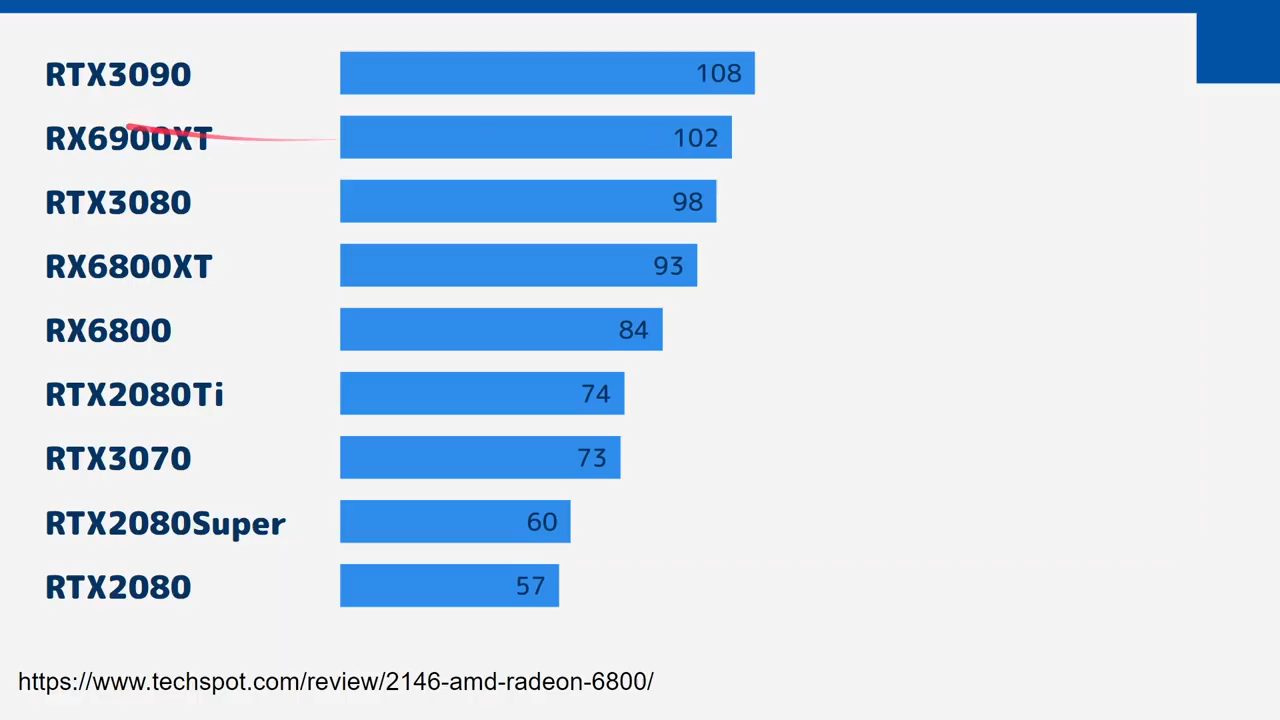 RTX3090 108
RX6900XT 102
RTX3080 98
RX6800XT 93
RX6800 84
RTX2080Ti 74
RTX3070 73
RTX2080Super 60
RTX2080 57
https://www.techspot.com/review/2146-amd-radeon-6800/